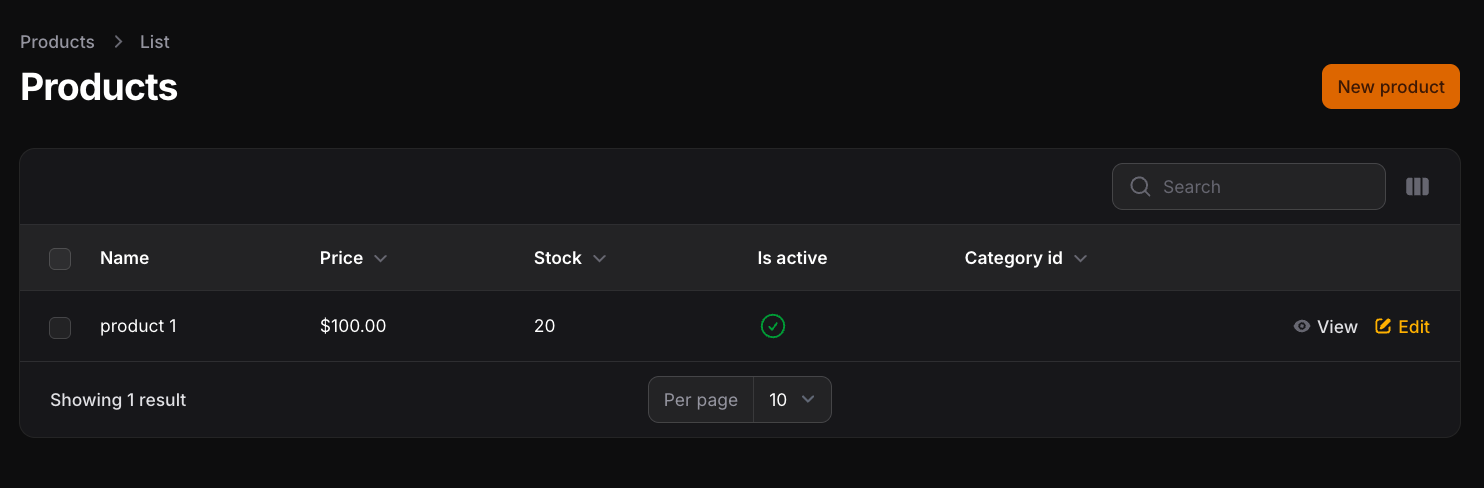 Products > List
Products
New product
Search
Name Price Stock Is active Category id
product 1 $100.00 20 View Edit
Showing 1 result Per page 10